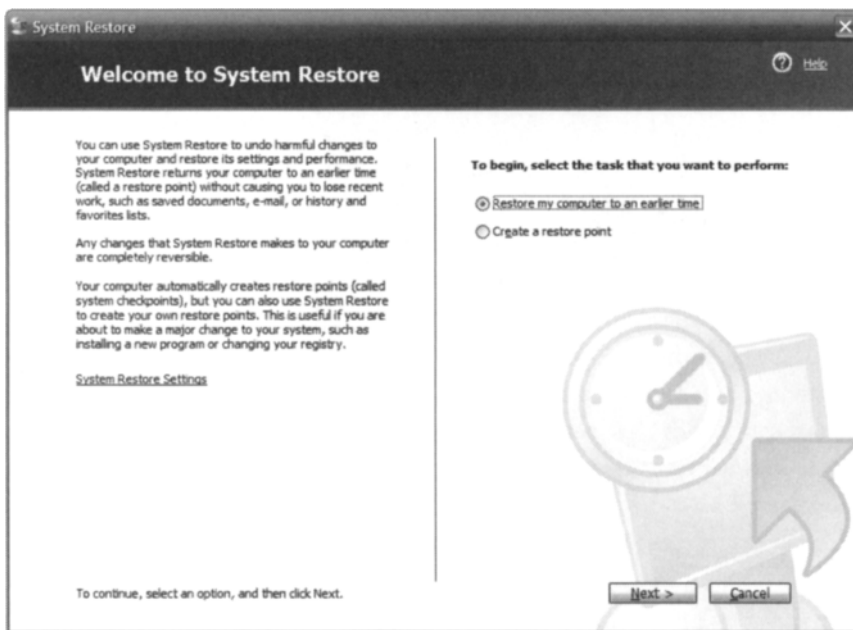 System Restore
Welcome to System Restore
Help
You can use System Restore to undo harmful changes to
your computer and restore its settings and performance.
System Restore returns your computer to an earlier time
(called a restore point) without causing you to lose recent
work, such as saved documents, e-mail, or history and
favorites lists.
Any changes that System Restore makes to your computer
are completely reversible.
Your computer automatically creates restore points (called
system checkpoints), but you can also use System Restore
to create your own restore points. This is useful if you are
about to make a major change to your system, such as
installing a new program or changing your registry.
System Restore Settings
To continue, select an option, and then click Next.
To begin, select the task that you want to perform:
Restore my computer to an earlier time
Create a restore point
Next >
Cancel